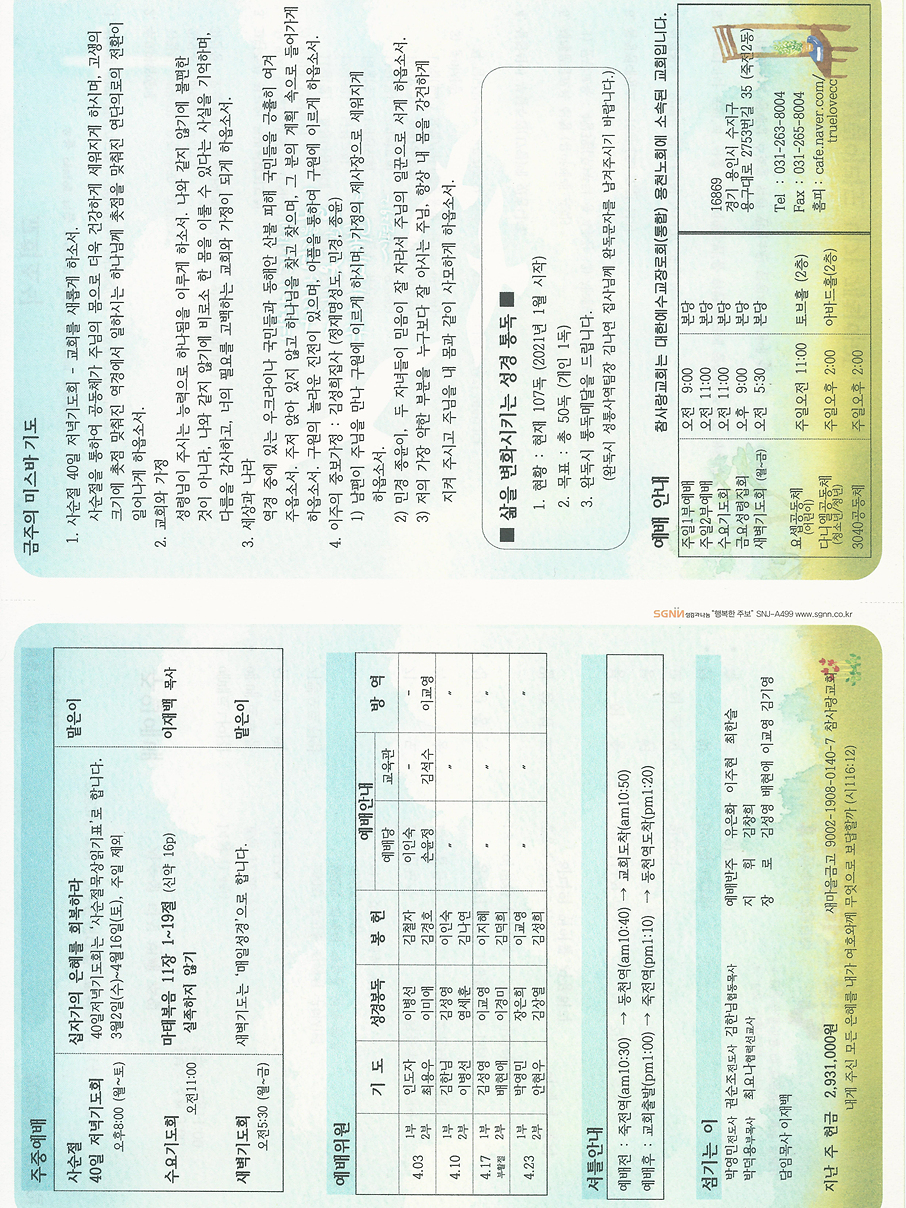 금주의 미스바 기도
1. 사순절 40일 저녁기도회 - 교회를 새롭게 하소서.
사순절을 통하여 공동체가 주님의 몸으로 더욱 건강하게 세워지게 하시며, 고생의
크기에 촛점 맞춰진 역경에서 일하시는 하나님께 촛점을 맞춰진 연단의로의 전환이
일어나게 하옵소서.
2. 교회와 가정
성령님이 주시는 능력으로 하나됨을 이루게 하소서. 나와 같지 않기에 불편한
것이 아니라, 나와 같지 않기에 비로소 한 몸을 이룰 수 있다는 사실을 기억하며,
다름을 감사하고, 너의 필요를 고백하는 교회와 가정이 되게 하옵소서.
3. 세상과 나라
역경 중에 있는 우크라이나 국민들과 동해안 산불 피해 국민들을 긍휼히 여겨
주옵소서. 주저 앉아 있지 않고 하나님을 찾고 찾으며, 그 분의 계획 속으로 들어가게
하옵소서. 구원의 놀라운 진전이 있으며, 아픔을 통하여 구원에 이르게 하옵소서.
4. 이주의 중보가정 : 김성희집사 (정재명성도, 민경, 종윤)
1) 남편이 주님을 만나 구원에 이르게 하시며, 가정의 제사장으로 세워지게
하옵소서.
2) 민경 종윤이, 두 자녀들이 믿음이 잘 자라서 주님의 일꾼으로 서게 하옵소서.
3) 저의 가장 약한 부분을 누구보다 잘 아시는 주님, 항상 내 몸을 강건하게
지켜 주시고 주님을 내 몸과 같이 사모하게 하옵소서.
■ 삶을 변화시키는 성경 통독 ■
1. 현황 : 현재 107독 (2021년 1월 시작)
2. 목표 : 총 50독 (개인 1독)
3. 완독시 통독메달을 드립니다.
(완독시 성통사역팀장 김나연 집사님께 완독문자를 남겨주시기 바랍니다.)
예배 안내 참사랑교회는 대한예수교장로회(통합) 용천노회에 소속된 교회입니다.
주일1부예배 오전 9:00 본당
주일2부예배 오전 11:00 본당
수요기도회 오전 11:00 본당
금요성령집회 오후 9:00 본당
새벽기도회 (월~금) 오전 5:30 본당
요셉공동체 주일오전 11:00 토브홀 (2층)
(어린이)
다니엘공동체 주일오후 2:00 아바드홀(2층)
(청소년/청년)
3040공동체 주일오후 2:00
16869
경기 용인시 수지구
용구대로 2753번길 35 (죽전2동)
Tel : 031-263-8004
Fax : 031-265-8004
홈피 : cafe.naver.com/
truelovecc
SGNN 섬김과나눔 "행복한 주보" SNJ-A499 www.sgnn.co.kr
주중예배
사순절 십자가의 은혜를 회복하라 맡은이
40일 저녁기도회 40일저녁기도회는 '사순절묵상읽기표'로 합니다.
오후8:00 (월~토) 3월2일(수)~4월16일(토), 주일 제외
수요기도회 마태복음 11장 1~19절 (신약 16p) 이재백 목사
오전11:00 실족하지 않기
새벽기도회 새벽기도는 '매일성경'으로 합니다. 맡은이
오전5:30 (월~금)
예배위원
기 도 성경봉독 봉 헌 예배안내 방 역
예배당 교육관
4.03 1부 인도자 이병선 김철자 이인숙 - -
2부 최용우 이미애 김경호 손윤정 김석수 이교영
4.10 1부 김한님 김성영 이인숙 〃 〃 〃
2부 이병선 염세훈 김나연
4.17 1부 김성영 이교영 이지혜 〃 〃 〃
부활절 2부 배현애 이경미 김덕희
4.23 1부 박영민 장은희 이교영 〃 〃 〃
2부 안현우 김상열 김성희
셔틀안내
예배전 : 죽전역(am10:30) → 동천역(am10:40) → 교회도착(am10:50)
예배후 : 교회출발(pm1:00) → 죽전역(pm1:10) → 동천역도착(pm1:20)
섬기는 이
박영민전도사 권순조전도사 김한님협동목사 예배반주 유은화 이주현 최한슬
박덕용부목사 최요나협력선교사 지 휘 김창희
장 로 김성영 배현애 이교영 김기영
담임목사 이재백
지난 주 헌금 2,931,000원 새마을금고 9002-1908-0140-7 참사랑교회
내게 주신 모든 은혜를 내가 여호와께 무엇으로 보답할까 (시116:12)